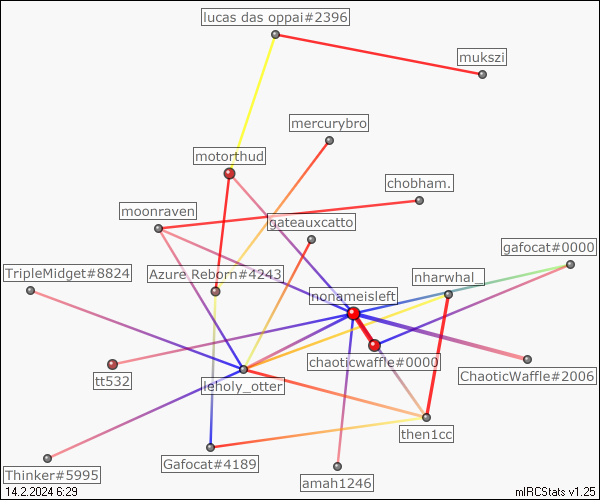 lucas das oppai#2396
mukszi
mercurybro
motorthud
chobham.
moonraven
gateauxcatto
gafocat#0000
TripleMidget#8824
Azure Reborn#4243
nharwhal_
nonameisleft
chaoticwaffle#0000
ChaoticWaffle#2006
tt532
leholy_otter
then1cc
Gafocat#4189
Thinker#5995
amah1246
14.2.2024 6:29
mIRCStats v1.25